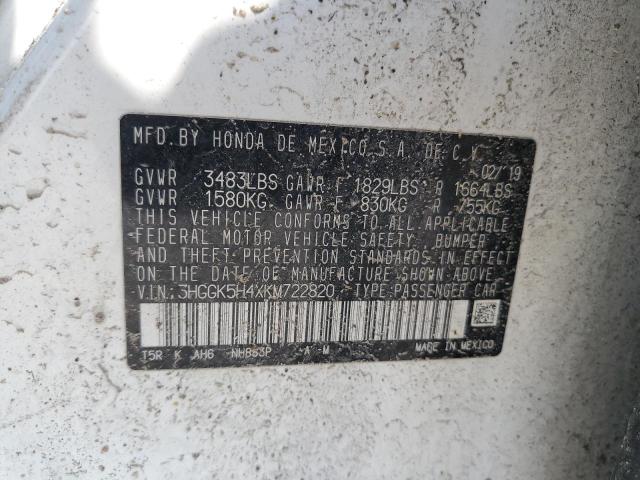 MFD. BY HONDA DE MEXICO S.A. DE C.V.
02/19
GVWR 3483LBS GAWR F 1829LBS R 1664LBS
GVWR 1580KG GAWR F 830KG R 755KG
THIS VEHICLE CONFORMS TO ALL APPLICABLE
FEDERAL MOTOR VEHICLE SAFETY, BUMPER
AND THEFT PREVENTION STANDARDS IN EFFECT
ON THE DATE OF MANUFACTURE SHOWN ABOVE.
V.I.N.: 3HGGK5H4XKM722820 TYPE:PASSENGER CAR
T5R K AH6 NH883P -A -M MADE IN MEXICO